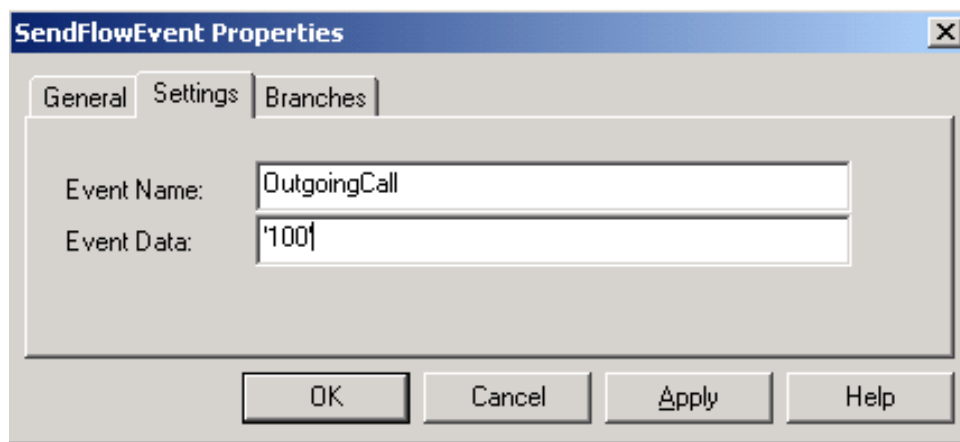 SendFlowEvent Properties
General Settings Branches
Event Name: OutgoingCall
Event Data: '100'
OK Cancel Apply Help